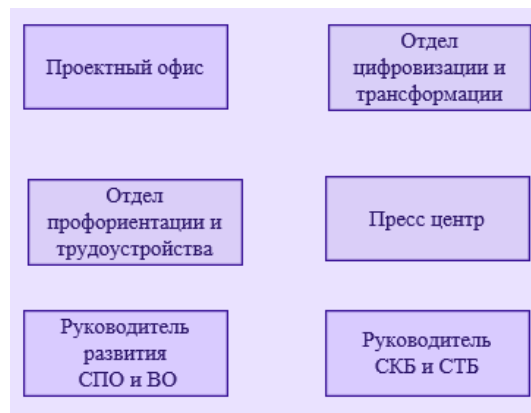 Проектный офис
Отдел
цифровизации и
трансформации
Отдел
профориентации и
трудоустройства
Пресс центр
Руководитель
развития
СПО и ВО
Руководитель
СКБ и СТБ